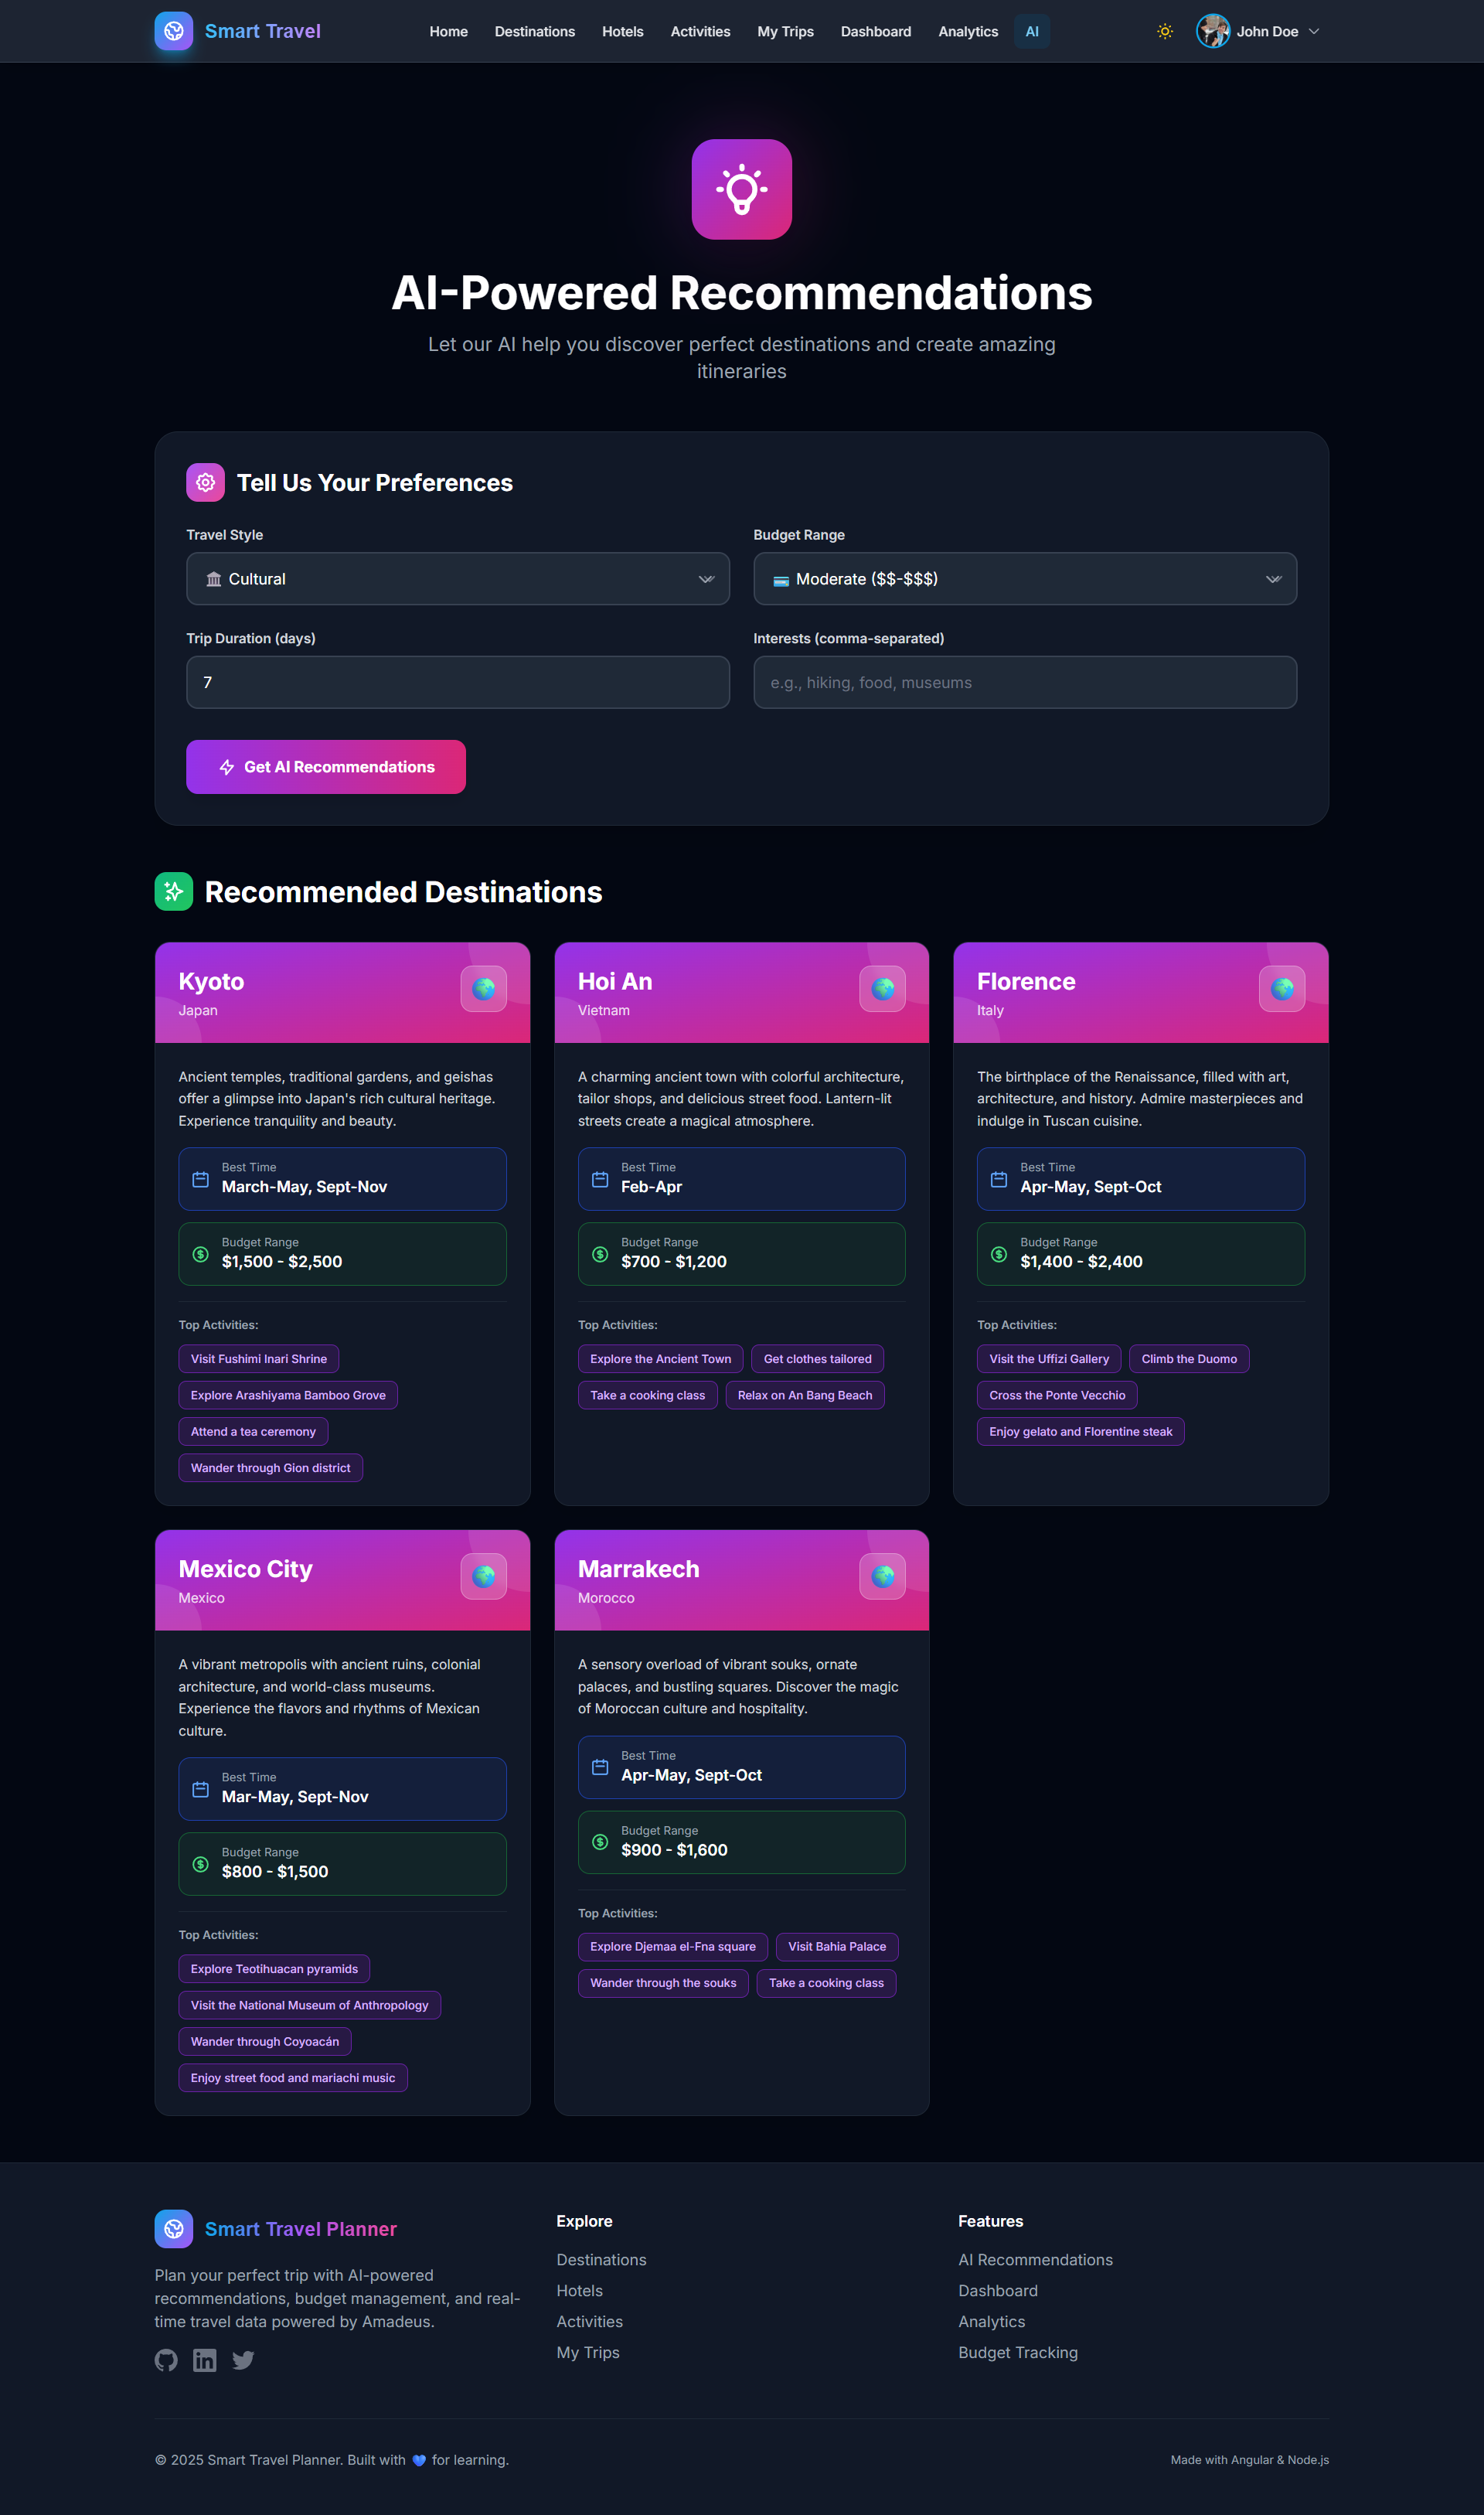 Smart Travel
Home Destinations Hotels Activities My Trips Dashboard Analytics AI
John Doe
AI-Powered Recommendations
Let our AI help you discover perfect destinations and create amazing
itineraries
Tell Us Your Preferences
Travel Style
Budget Range
🏛️ Cultural
💳 Moderate ($$-$$$)
Trip Duration (days)
Interests (comma-separated)
7
e.g., hiking, food, museums
Get AI Recommendations
Recommended Destinations
Kyoto
Japan
Ancient temples, traditional gardens, and geishas
offer a glimpse into Japan's rich cultural heritage.
Experience tranquility and beauty.
Best Time
March-May, Sept-Nov
Budget Range
$1,500 - $2,500
Top Activities:
Visit Fushimi Inari Shrine
Explore Arashiyama Bamboo Grove
Attend a tea ceremony
Wander through Gion district
Hoi An
Vietnam
A charming ancient town with colorful architecture,
tailor shops, and delicious street food. Lantern-lit
streets create a magical atmosphere.
Best Time
Feb-Apr
Budget Range
$700 - $1,200
Top Activities:
Explore the Ancient Town Get clothes tailored
Take a cooking class Relax on An Bang Beach
Florence
Italy
The birthplace of the Renaissance, filled with art,
architecture, and history. Admire masterpieces and
indulge in Tuscan cuisine.
Best Time
Apr-May, Sept-Oct
Budget Range
$1,400 - $2,400
Top Activities:
Visit the Uffizi Gallery Climb the Duomo
Cross the Ponte Vecchio
Enjoy gelato and Florentine steak
Mexico City
Mexico
A vibrant metropolis with ancient ruins, colonial
architecture, and world-class museums.
Experience the flavors and rhythms of Mexican
culture.
Best Time
Mar-May, Sept-Nov
Budget Range
$800 - $1,500
Top Activities:
Explore Teotihuacan pyramids
Visit the National Museum of Anthropology
Wander through Coyoacán
Enjoy street food and mariachi music
Marrakech
Morocco
A sensory overload of vibrant souks, ornate
palaces, and bustling squares. Discover the magic
of Moroccan culture and hospitality.
Best Time
Apr-May, Sept-Oct
Budget Range
$900 - $1,600
Top Activities:
Explore Djemaa el-Fna square Visit Bahia Palace
Wander through the souks Take a cooking class
Smart Travel Planner
Plan your perfect trip with AI-powered
recommendations, budget management, and real-
time travel data powered by Amadeus.
Explore
Destinations
Hotels
Activities
My Trips
Features
AI Recommendations
Dashboard
Analytics
Budget Tracking
© 2025 Smart Travel Planner. Built with 💙 for learning.
Made with Angular & Node.js